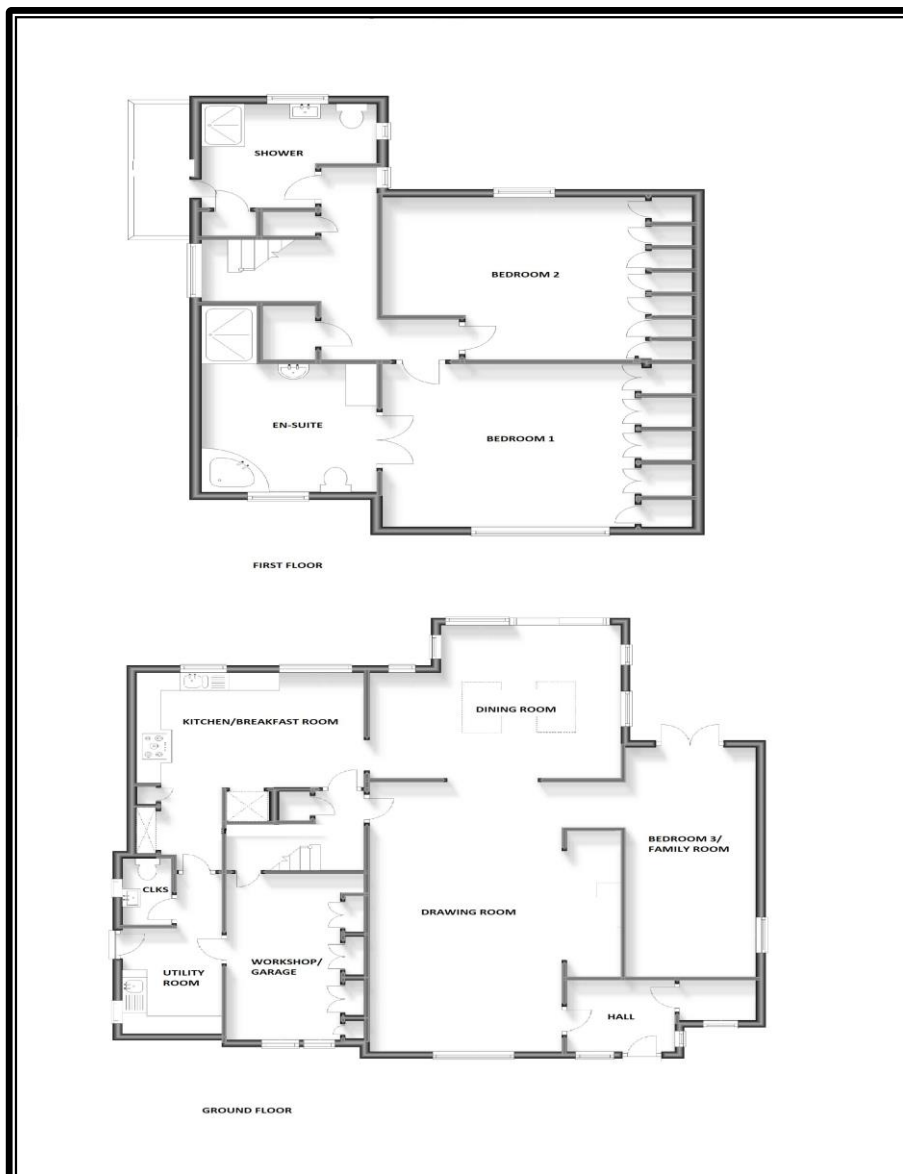 SHOWER
BEDROOM 2
EN-SUITE
BEDROOM 1
FIRST FLOOR
KITCHEN/BREAKFAST ROOM
DINING ROOM
BEDROOM 3/
FAMILY ROOM
CLKS
DRAWING ROOM
WORKSHOP/
GARAGE
UTILITY
ROOM
HALL
GROUND FLOOR